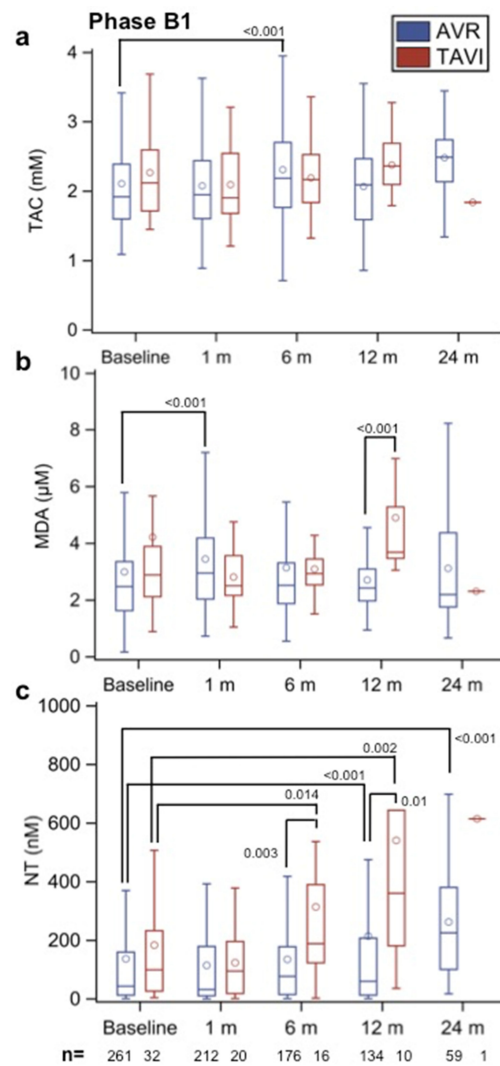 Phase B1
a
AVR
TAVI
<0.001
4
3
2
1
0
TAC (mM)
Baseline 1 m 6 m 12 m 24 m
b
10
8
6
4
2
0
MDA (µM)
<0.001
<0.001
Baseline 1 m 6 m 12 m 24 m
c
1000
800
600
400
200
0
NT (nM)
<0.001
0.002
<0.001
0.014
0.01
0.003
Baseline 1 m 6 m 12 m 24 m
n= 261 32 212 20 176 16 134 10 59 1